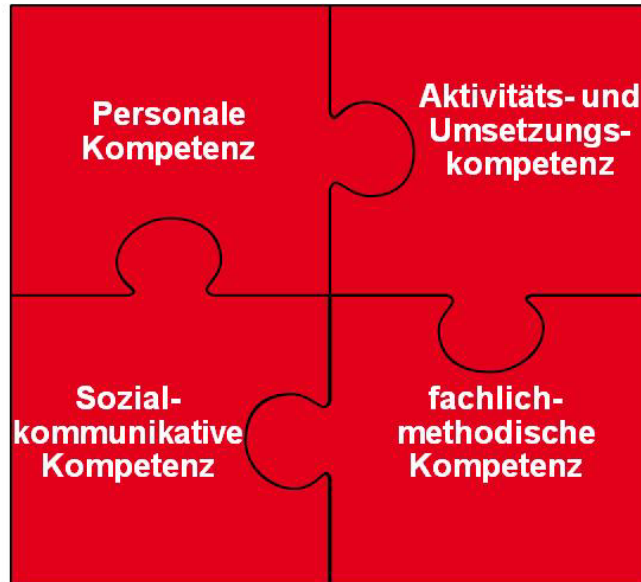 Personale
Kompetenz
Aktivitäts- und
Umsetzungs-
kompetenz
Sozial-
kommunikative
Kompetenz
fachlich-
methodische
Kompetenz